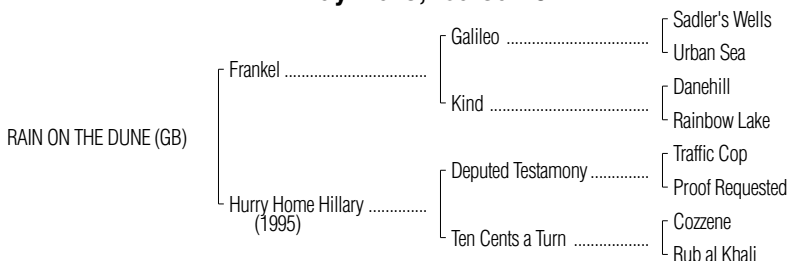 RAIN ON THE DUNE (GB)
Frankel
Hurry Home Hillary
(1995)
Galileo
Kind
Deputed Testamony
Ten Cents a Turn
Sadler's Wells
Urban Sea
Danehill
Rainbow Lake
Traffic Cop
Proof Requested
Cozzene
Rub al Khali